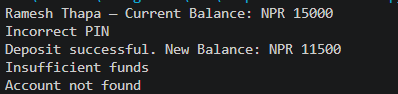 Ramesh Thapa – Current Balance: NPR 15000
Incorrect PIN
Deposit successful. New Balance: NPR 11500
Insufficient funds
Account not found